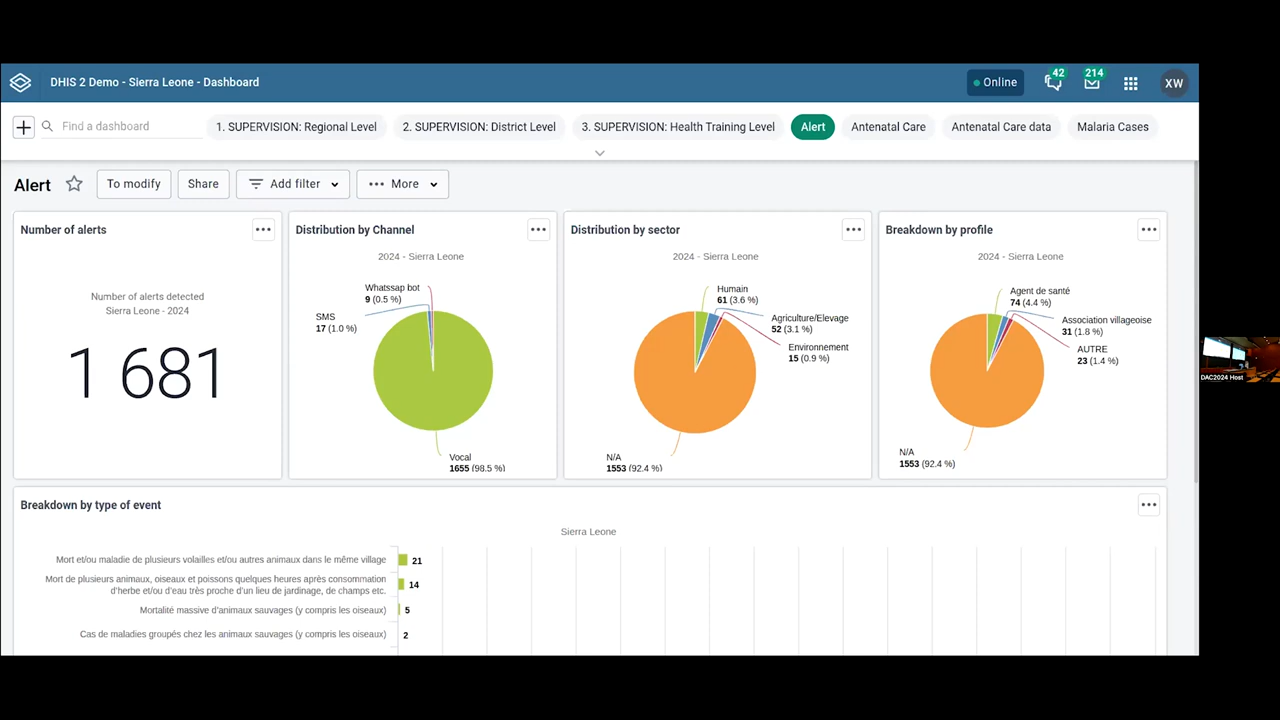 DHIS 2 Demo - Sierra Leone - Dashboard
Online
42
214
XW
Find a dashboard
1. SUPERVISION: Regional Level
2. SUPERVISION: District Level
3. SUPERVISION: Health Training Level
Alert
Antenatal Care
Antenatal Care data
Malaria Cases
Alert
To modify
Share
Add filter
More
Number of alerts
Number of alerts detected
Sierra Leone - 2024
1 681
Distribution by Channel
2024 - Sierra Leone
Whatssap bot
9 (0.5 %)
SMS
17 (1.0 %)
Vocal
1655 (98.5 %)
Distribution by sector
2024 - Sierra Leone
Humain
61 (3.6 %)
Agriculture/Elevage
52 (3.1 %)
Environnement
15 (0.9 %)
N/A
1553 (92.4 %)
Breakdown by profile
2024 - Sierra Leone
Agent de santé
74 (4.4 %)
Association villageoise
31 (1.8 %)
AUTRE
23 (1.4 %)
N/A
1553 (92.4 %)
Breakdown by type of event
Sierra Leone
Mort et/ou maladie de plusieurs volailles et/ou autres animaux dans le même village
21
Mort de plusieurs animaux, oiseaux et poissons quelques heures après consommation
d'herbe et/ou d'eau très proche d'un lieu de jardinage, de champs etc.
14
Mortalité massive d'animaux sauvages (y compris les oiseaux)
5
Cas de maladies groupés chez les animaux sauvages (y compris les oiseaux)
2
DAC2024 Host